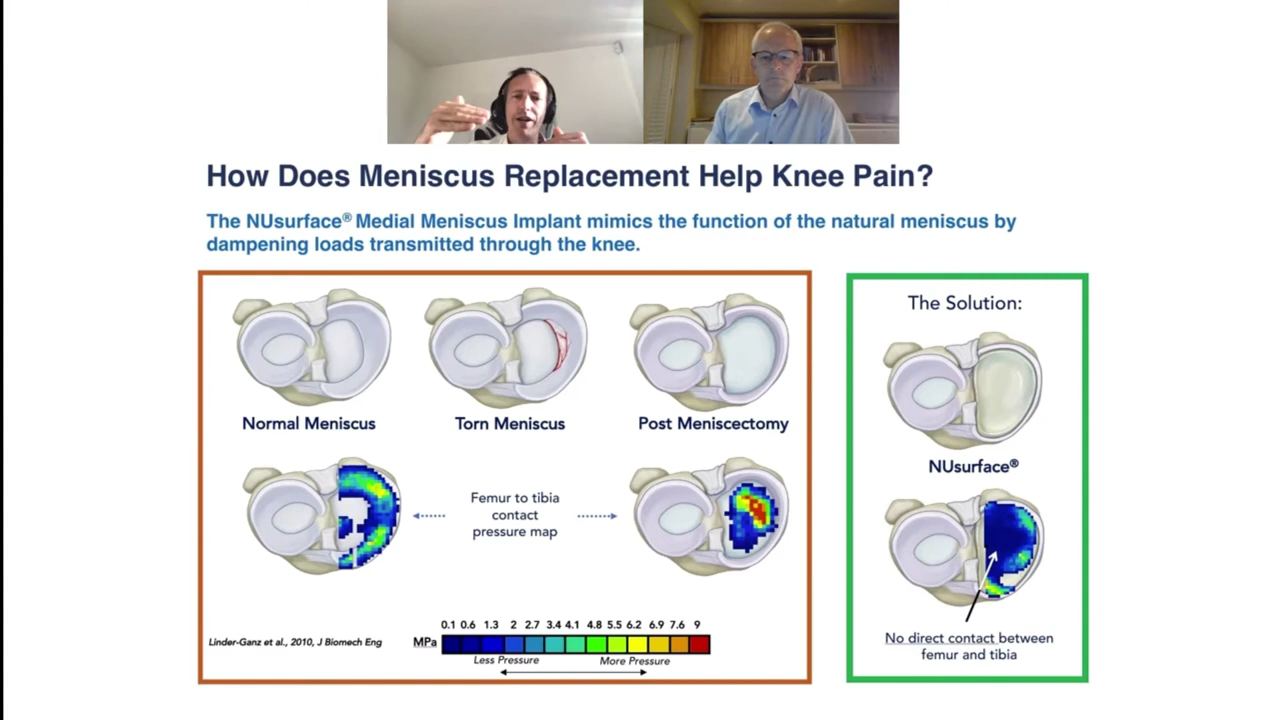 How Does Meniscus Replacement Help Knee Pain?
The NUsurface® Medial Meniscus Implant mimics the function of the natural meniscus by
dampening loads transmitted through the knee.
Normal Meniscus
Torn Meniscus
Post Meniscectomy
Femur to tibia
contact
pressure map
Linder-Ganz et al., 2010, J Biomech Eng
MPa
0.1 0.6 1.3 2 2.7 3.4 4.1 4.8 5.5 6.2 6.9 7.6 9
Less Pressure
More Pressure
The Solution:
NUsurface®
No direct contact between
femur and tibia